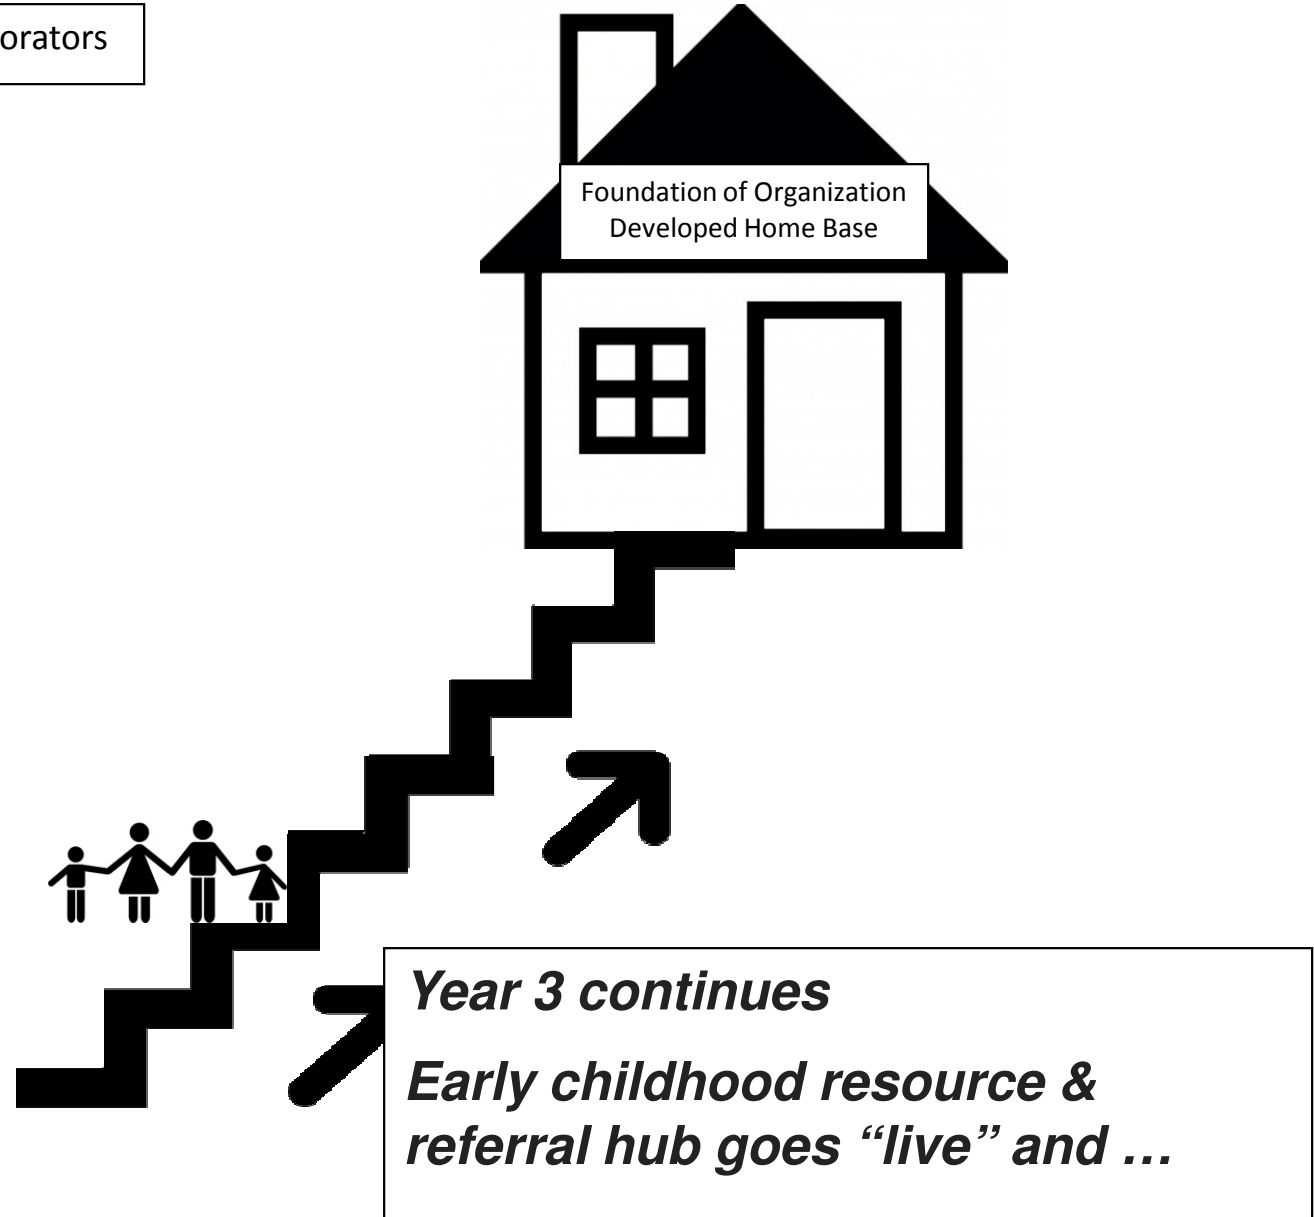 orators
Foundation of Organization
Developed Home Base
Year 3 continues
Early childhood resource &
referral hub goes “live” and …